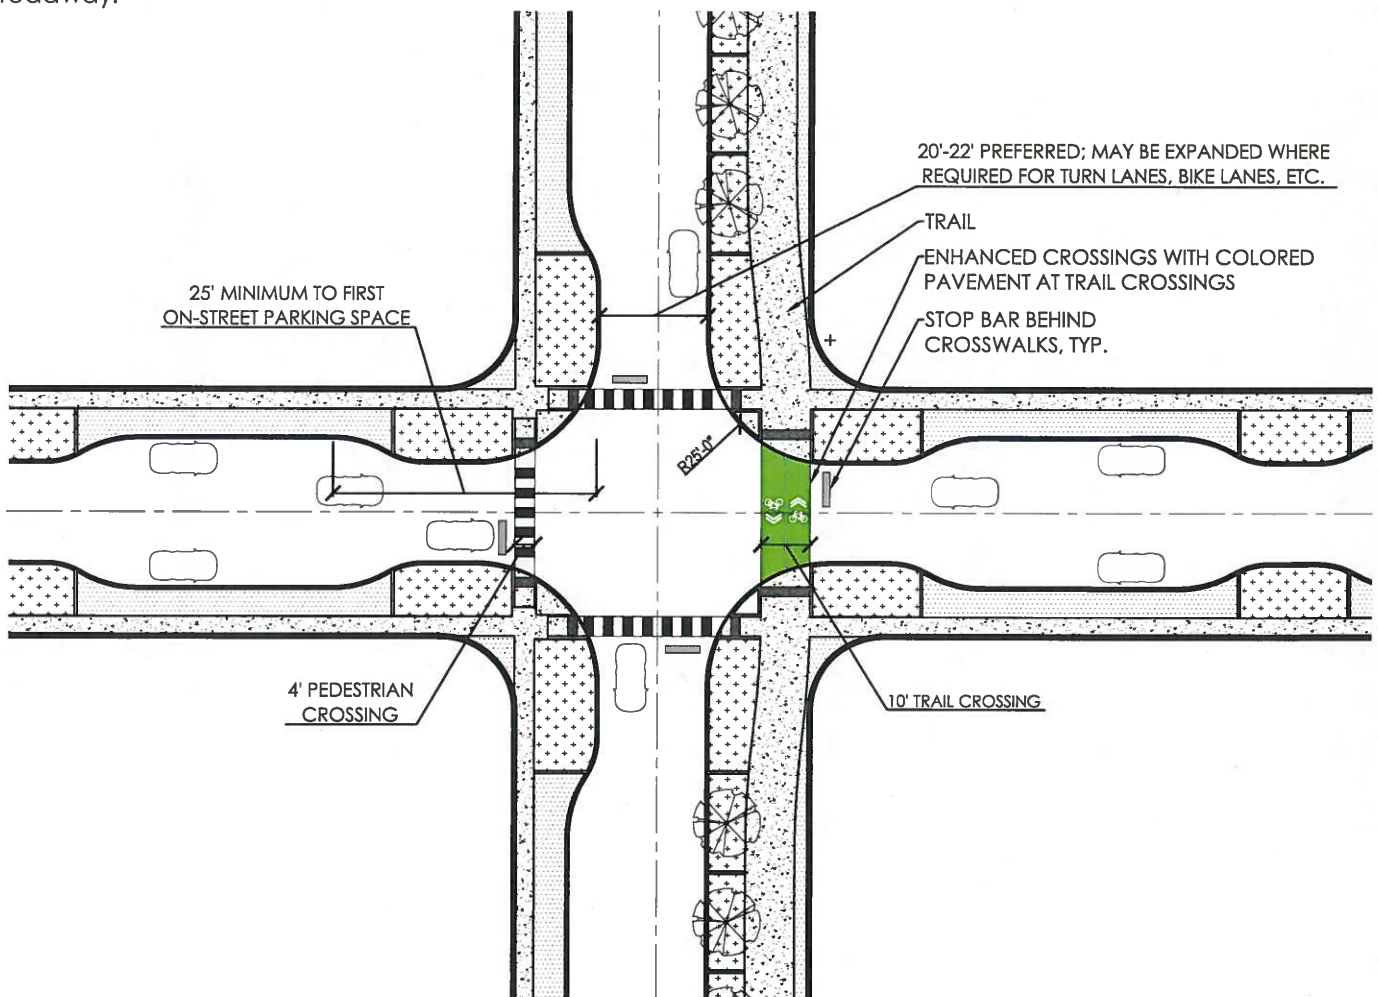 20'-22' PREFERRED; MAY BE EXPANDED WHERE
REQUIRED FOR TURN LANES, BIKE LANES, ETC.
TRAIL
ENHANCED CROSSINGS WITH COLORED
PAVEMENT AT TRAIL CROSSINGS
25' MINIMUM TO FIRST
ON-STREET PARKING SPACE
STOP BAR BEHIND
CROSSWALKS, TYP.
R25'-0"
4' PEDESTRIAN
CROSSING
10' TRAIL CROSSING